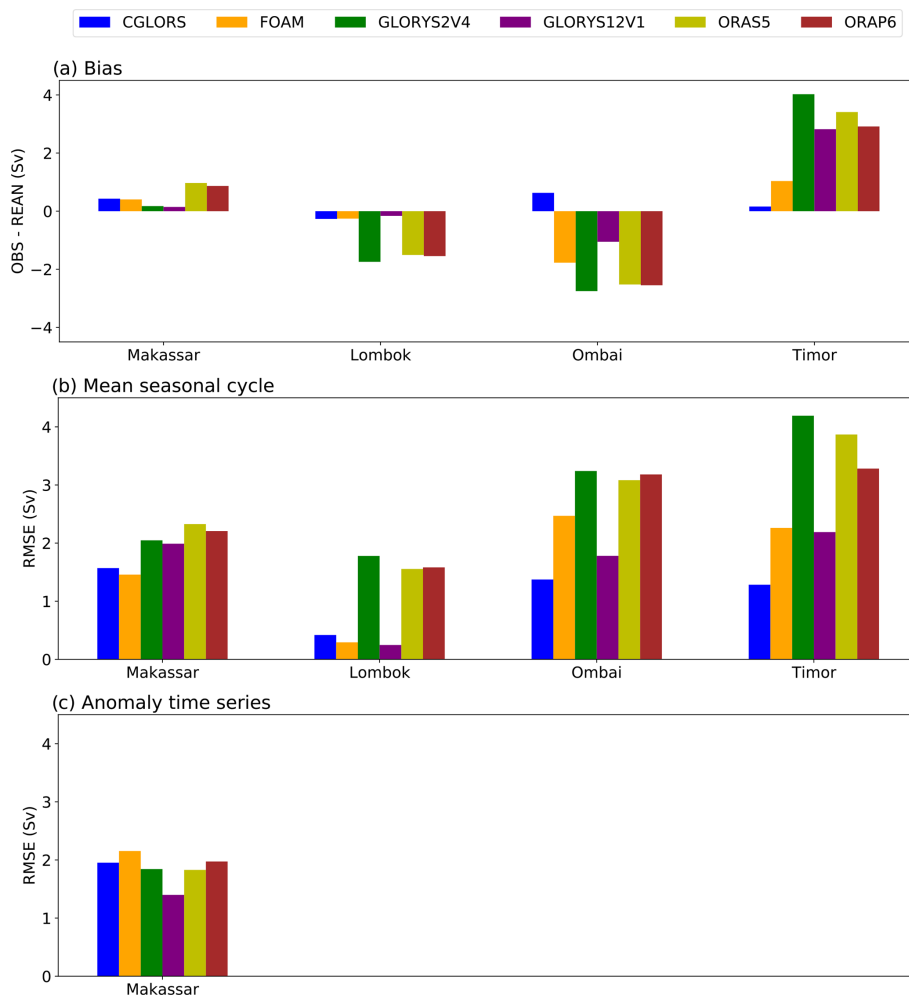 CGLORS FOAM GLORYS2V4 GLORYS12V1 ORAS5 ORAP6
(a) Bias
OBS - REAN (Sv)
4
2
0
−2
−4
Makassar Lombok Ombai Timor
(b) Mean seasonal cycle
RMSE (Sv)
4
3
2
1
0
Makassar Lombok Ombai Timor
(c) Anomaly time series
RMSE (Sv)
4
3
2
1
0
Makassar